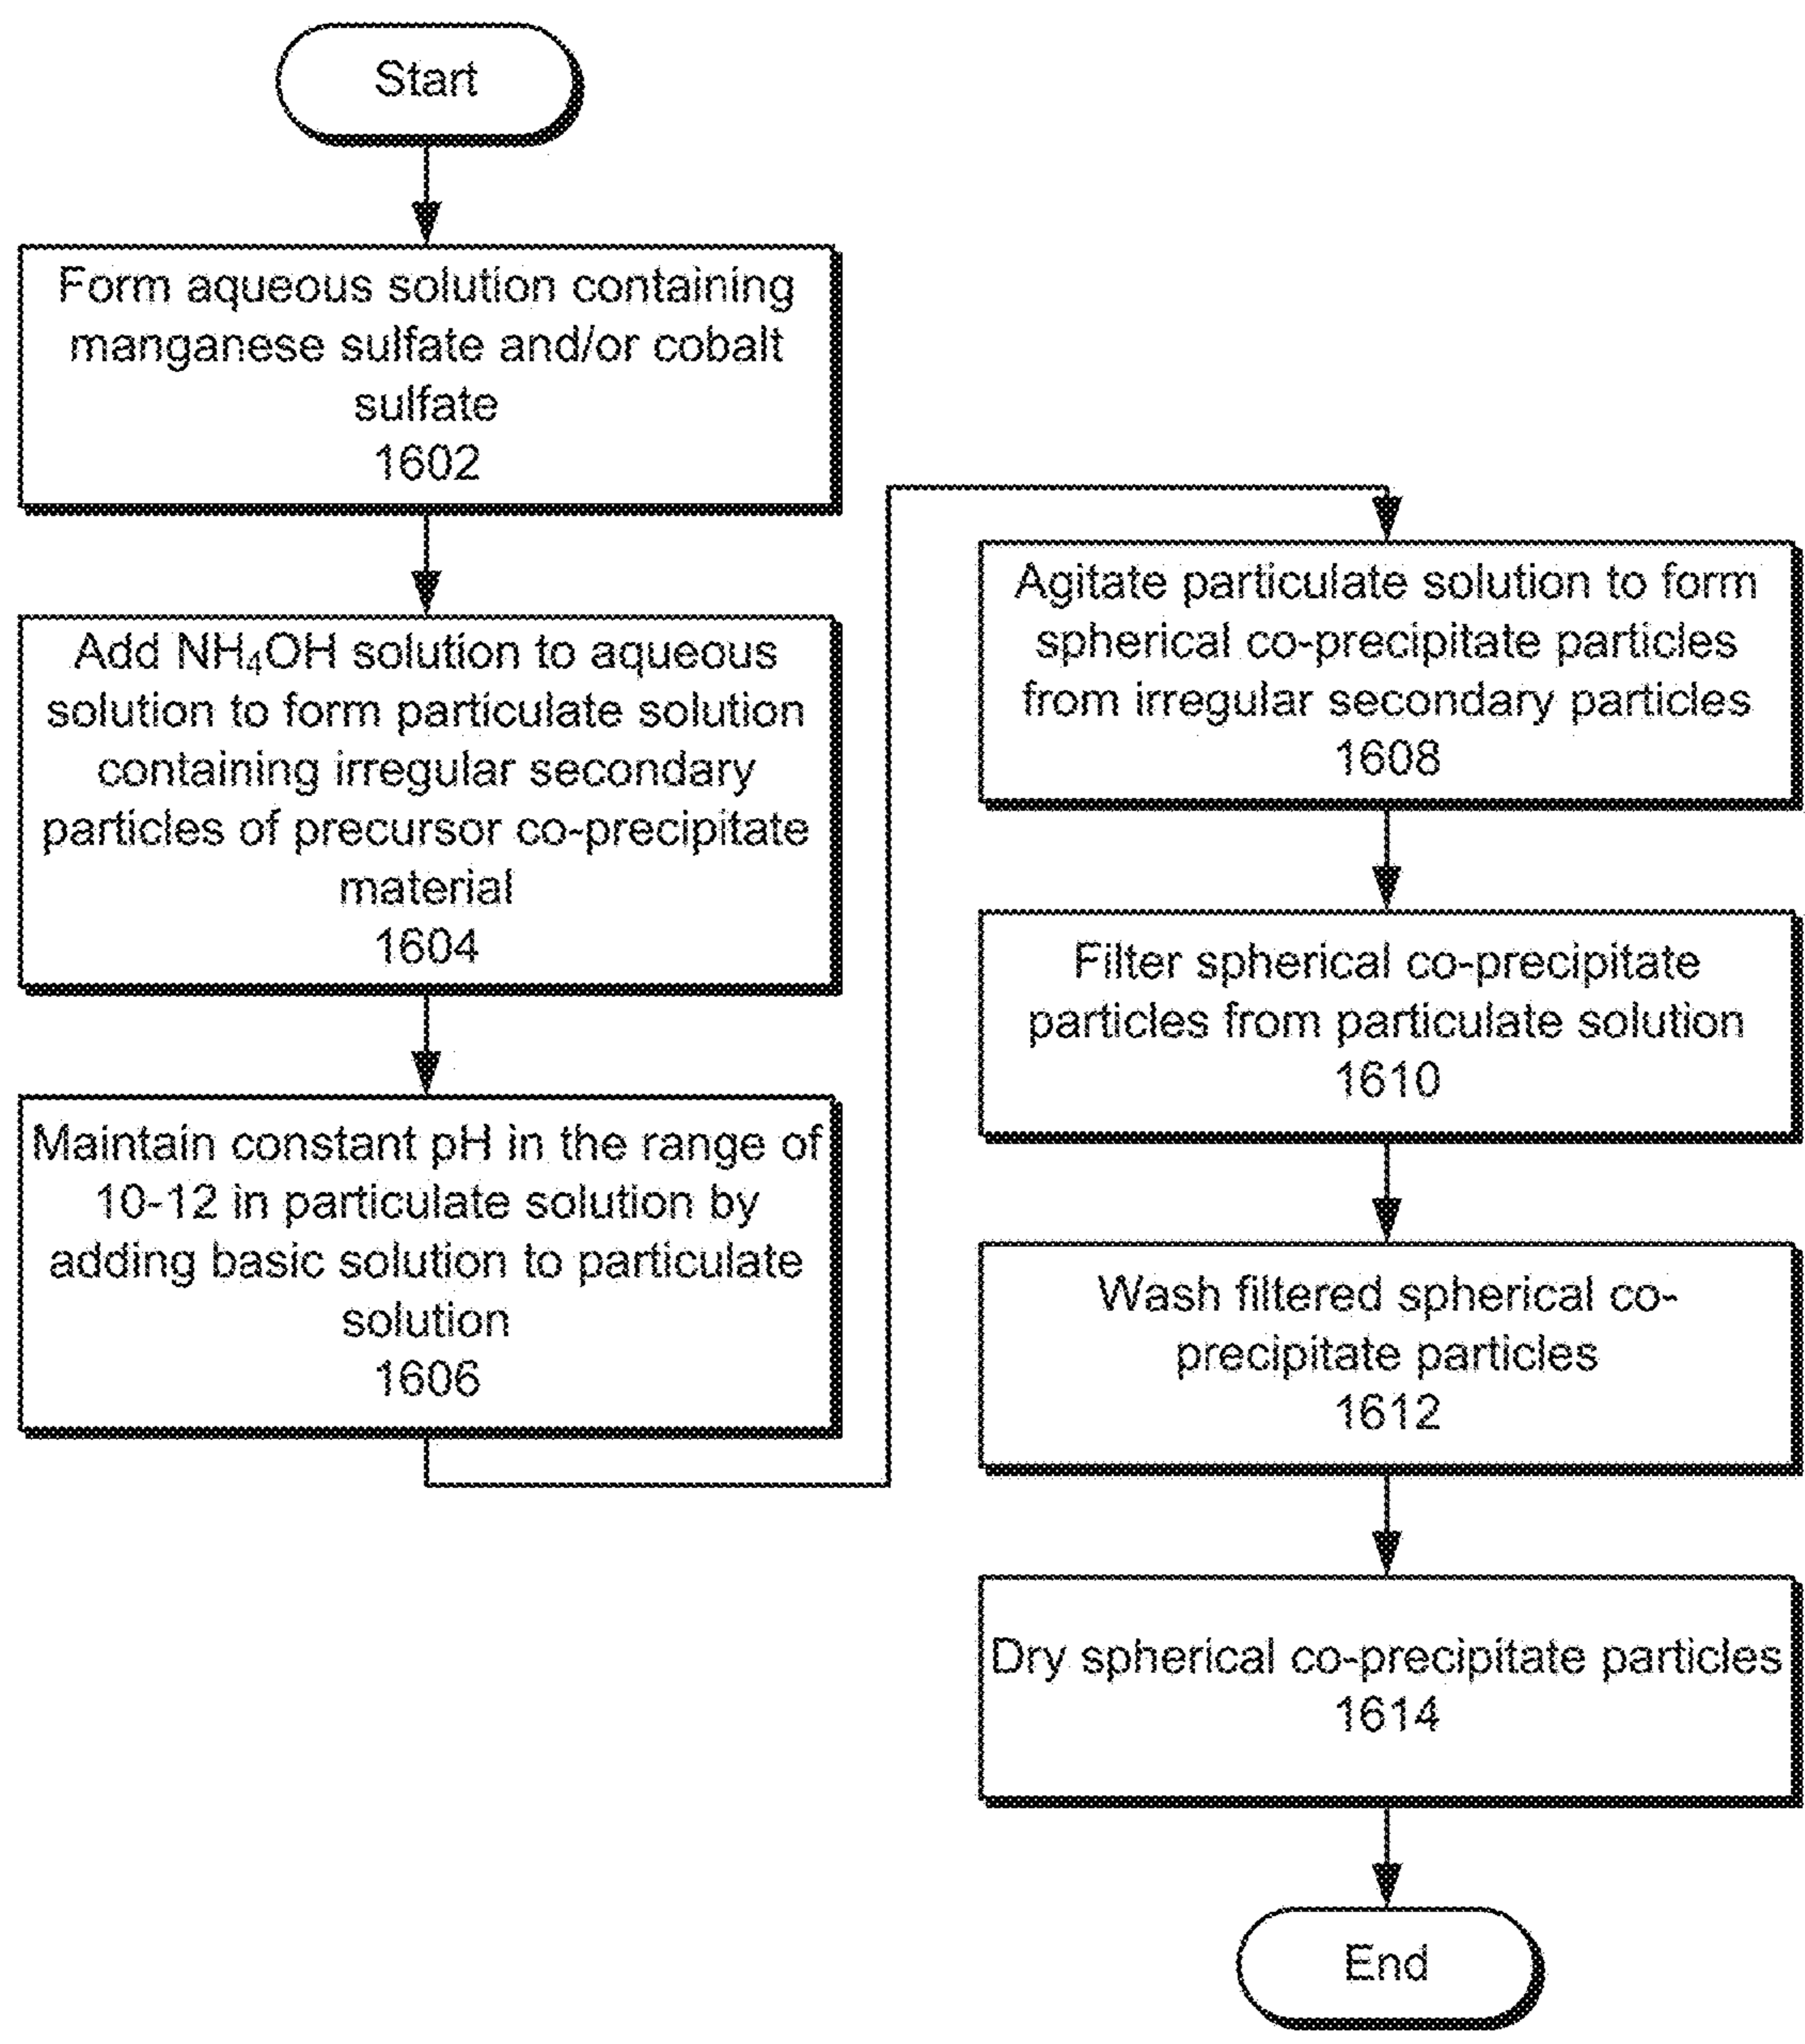 Start
Form aqueous solution containing
manganese sulfate and/or cobalt
sulfate
1602
Add NH₄OH solution to aqueous
solution to form particulate solution
containing irregular secondary
particles of precursor co-precipitate
material
1604
Maintain constant pH in the range of
10-12 in particulate solution by
adding basic solution to particulate
solution
1606
Agitate particulate solution to form
spherical co-precipitate particles
from irregular secondary particles
1608
Filter spherical co-precipitate
particles from particulate solution
1610
Wash filtered spherical co-
precipitate particles
1612
Dry spherical co-precipitate particles
1614
End